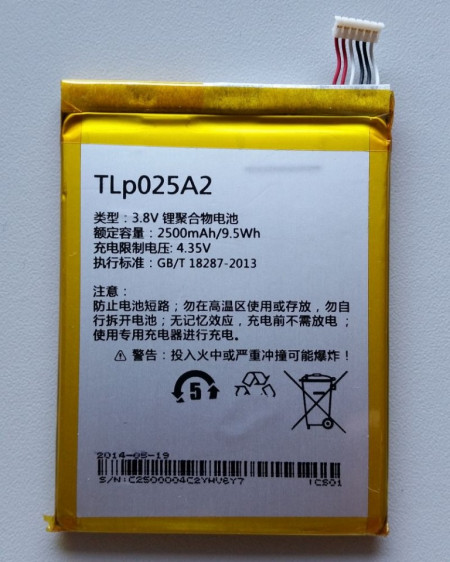 TLp025A2
类型：3.8V 锂聚合物电池
额定容量：2500mAh/9.5Wh
充电限制电压: 4.35V
执行标准：GB/T 18287-2013
注意：
防止电池短路；勿在高温区使用或存放，勿自
行拆开电池；无记忆效应，充电前不需放电；
使用专用充电器进行充电。
警告：投入火中或严重冲撞可能爆炸！
5
2014-05-19
S/N:C2500004C2YHV6Y7 ICS01